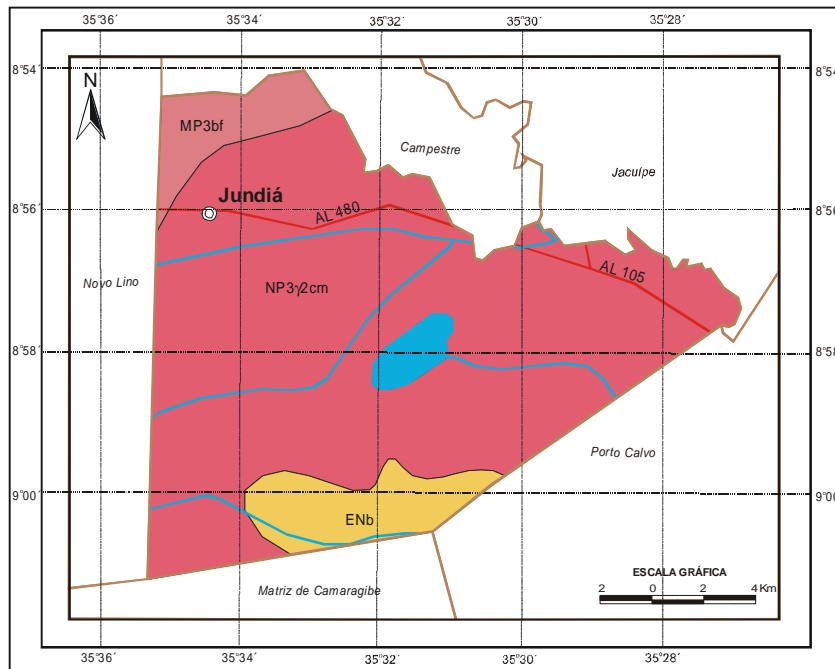 35°36´ 35°34´ 35°32´ 35°30´ 35°28´
8°54´ 8°54´
N
MP3bf
Campestre
Jacuípe
Jundiá
8°56´ 8°56´
AL 480
AL 105
Novo Lino
NP3γ2cm
8°58´ 8°58´
Porto Calvo
9°00´ 9°00´
ENb
ESCALA GRÁFICA
2 0 2 4 Km
Matriz de Camaragibe
35°36´ 35°34´ 35°32´ 35°30´ 35°28´